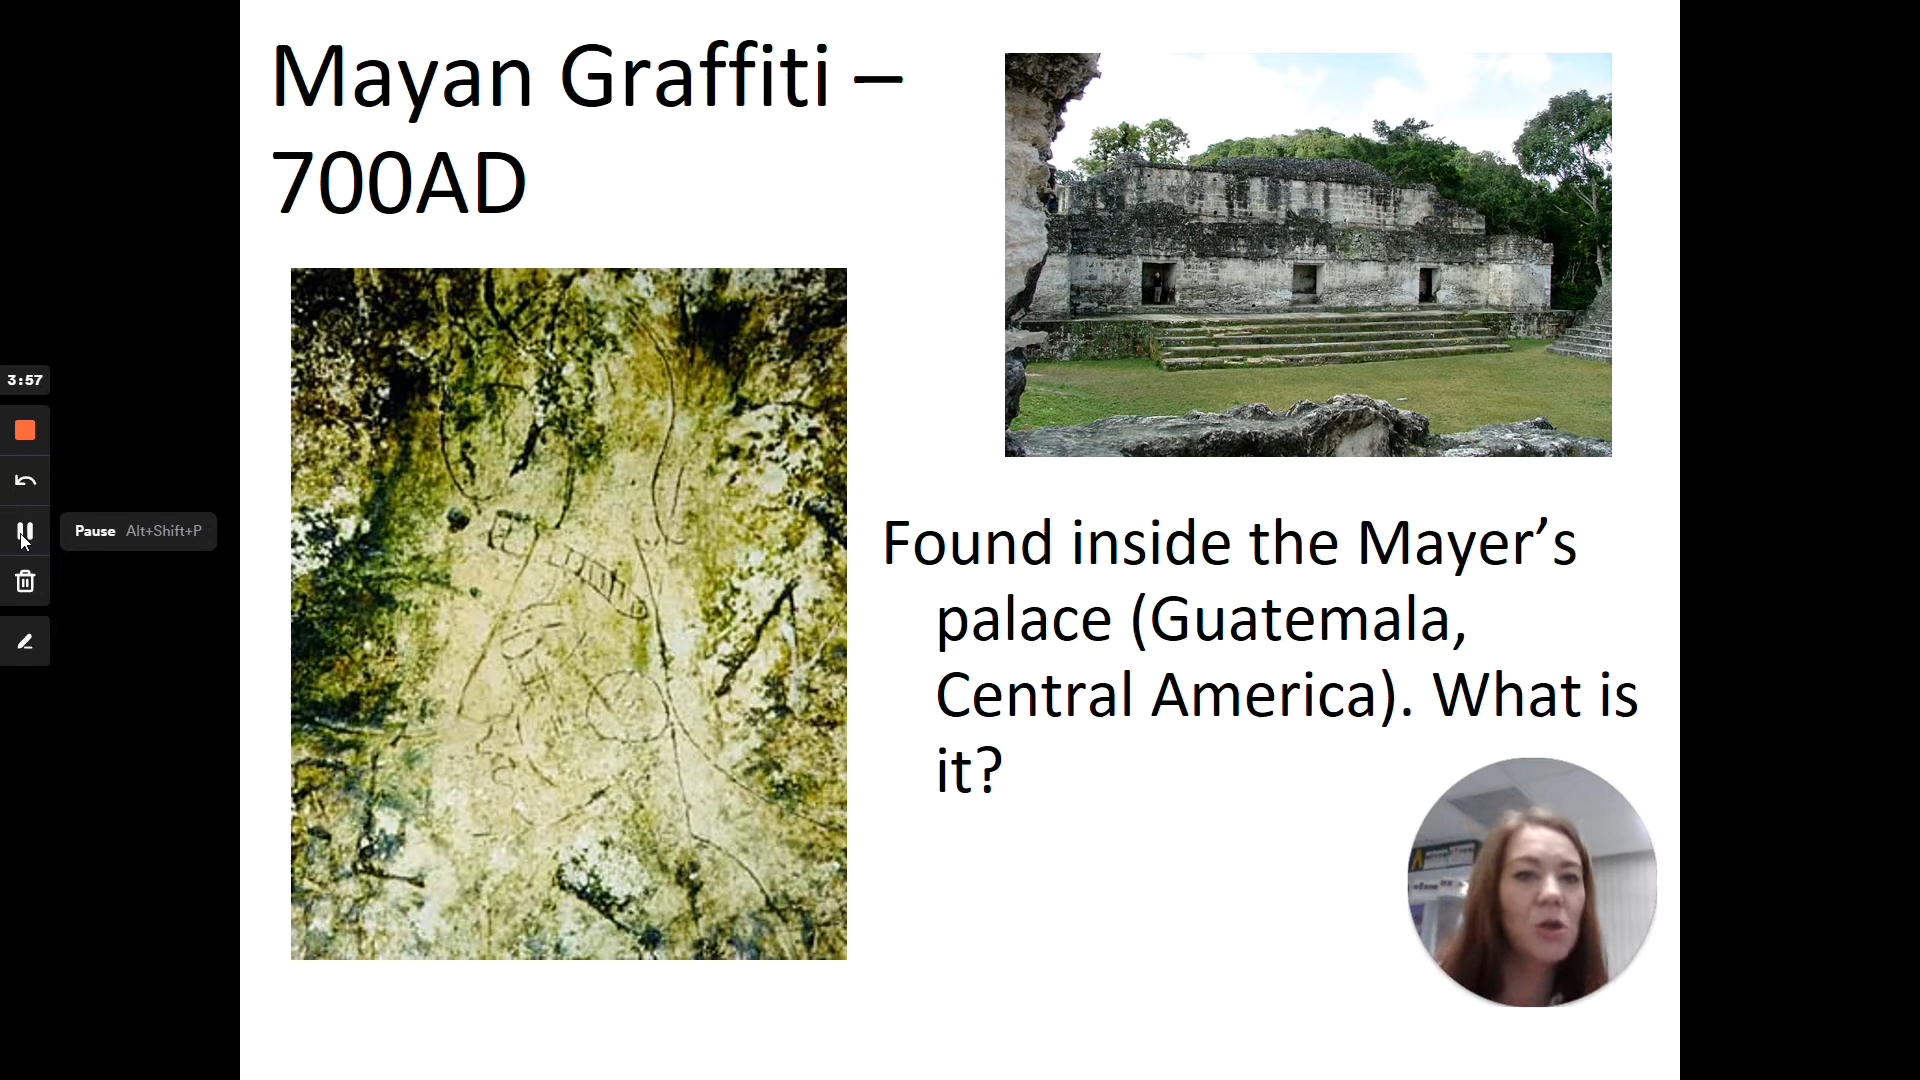 Mayan Graffiti –
700AD
3:57
Pause Alt+Shift+P
Found inside the Mayer’s
palace (Guatemala,
Central America). What is
it?